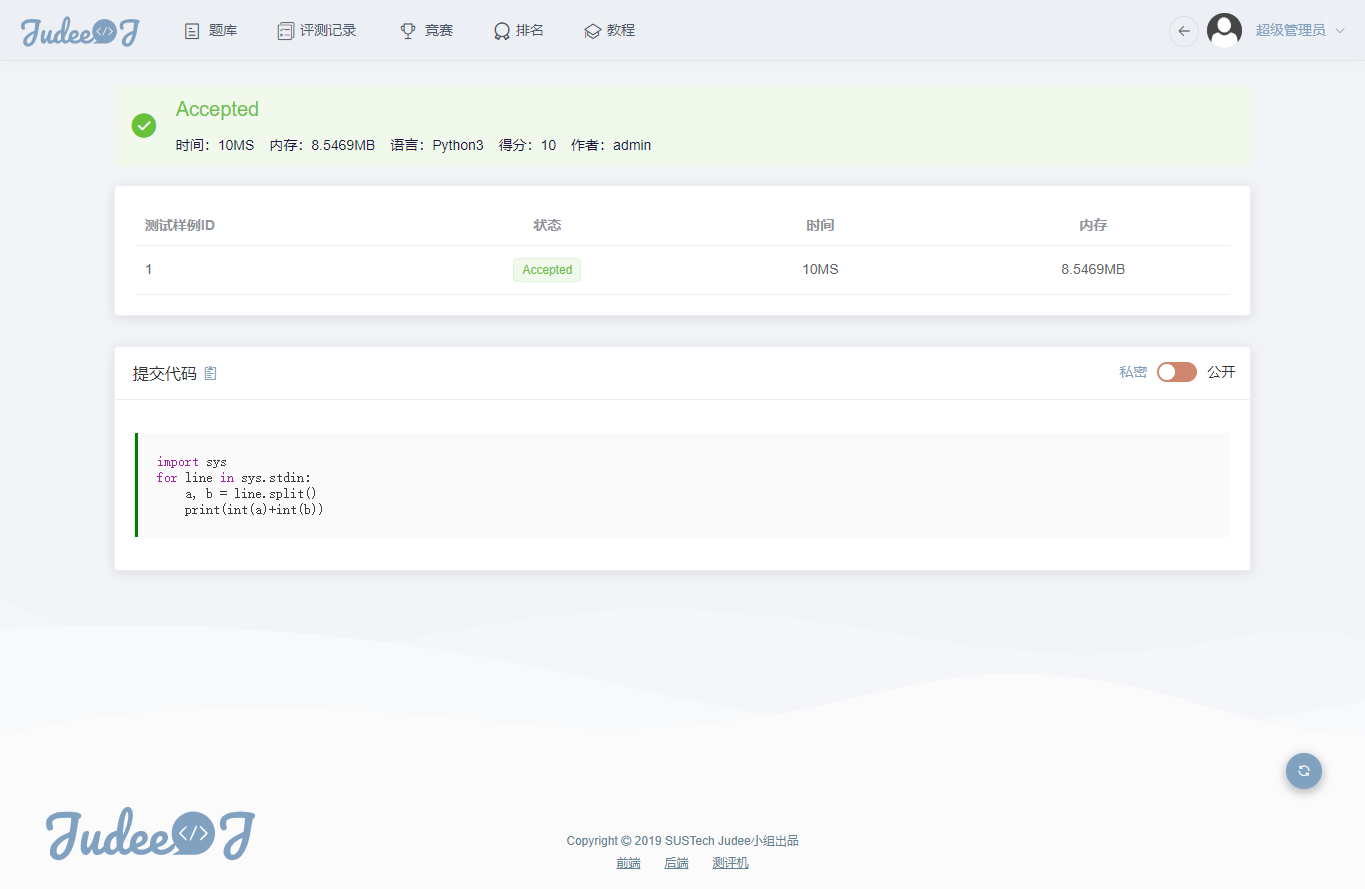 JudeeOJ 题库 评测记录 竞赛 排名 教程 超级管理员
Accepted
时间：10MS 内存：8.5469MB 语言：Python3 得分：10 作者：admin
测试样例ID 状态 时间 内存
1 Accepted 10MS 8.5469MB
提交代码 私密 公开
import sys
for line in sys.stdin:
    a, b = line.split()
    print(int(a)+int(b))
JudeeOJ
Copyright © 2019 SUSTech Judee小组出品
前端 后端 测评机